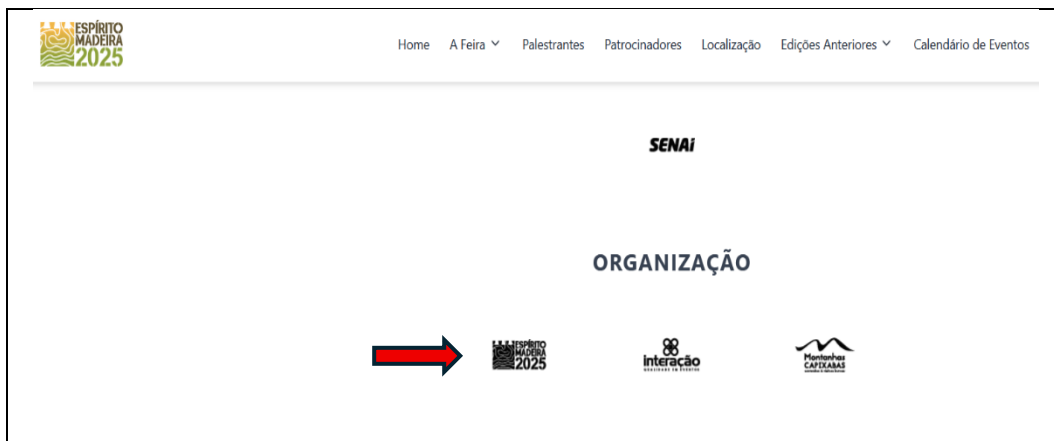 ESPÍRITO
MADEIRA
2025
Home A Feira Palestrantes Patrocinadores Localização Edições Anteriores Calendário de Eventos
SENAI
ORGANIZAÇÃO
ESPÍRITO
MADEIRA
2025
interação
Montanhas
CAPIXABAS